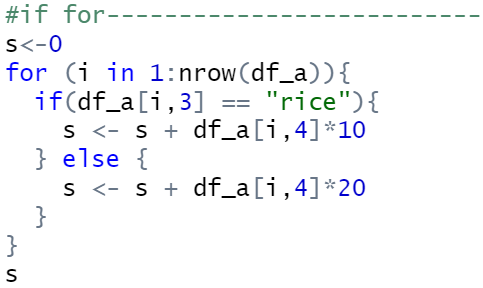 #if for--------------------------
s<-0
for (i in 1:nrow(df_a)){
  if(df_a[i,3] == "rice"){
    s <- s + df_a[i,4]*10
  } else {
    s <- s + df_a[i,4]*20
  }
}
s